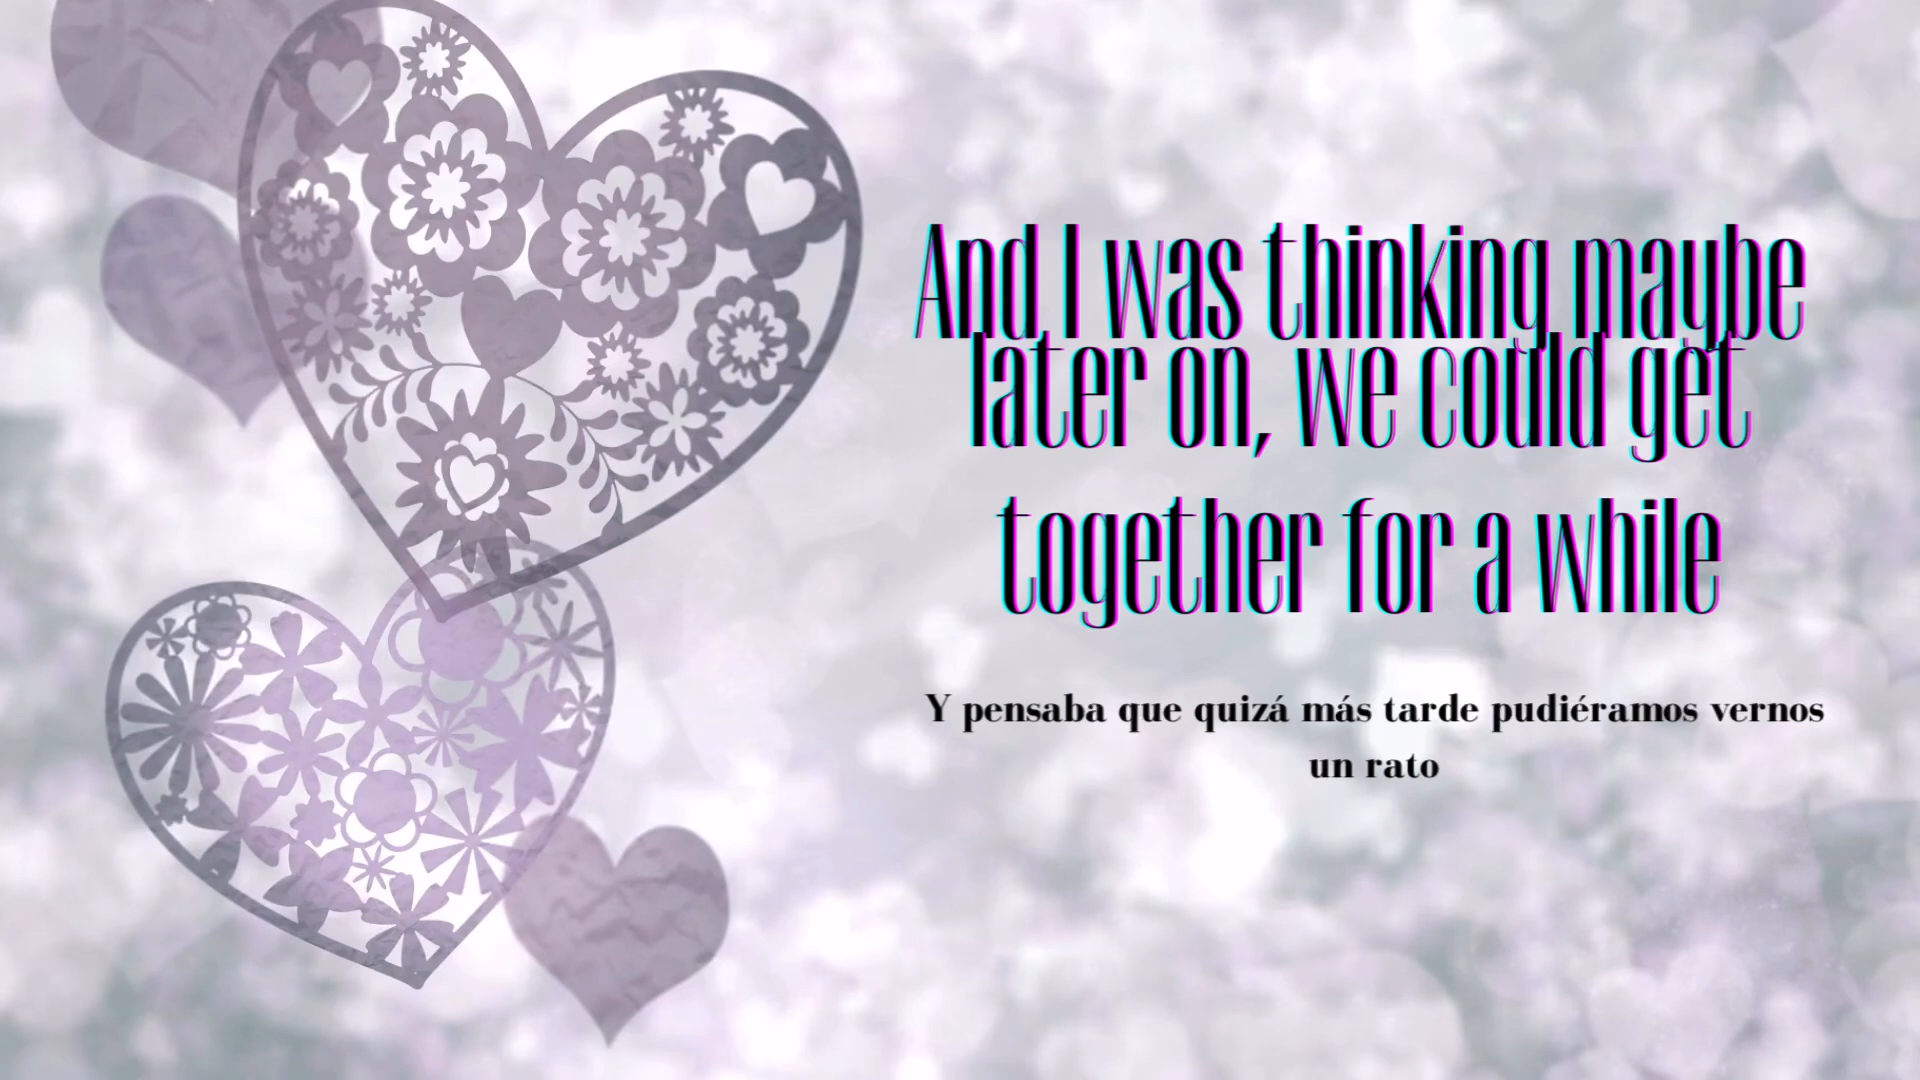 And I was thinking maybe
later on, we could get
together for a while
Y pensaba que quizá más tarde pudiéramos vernos
un rato